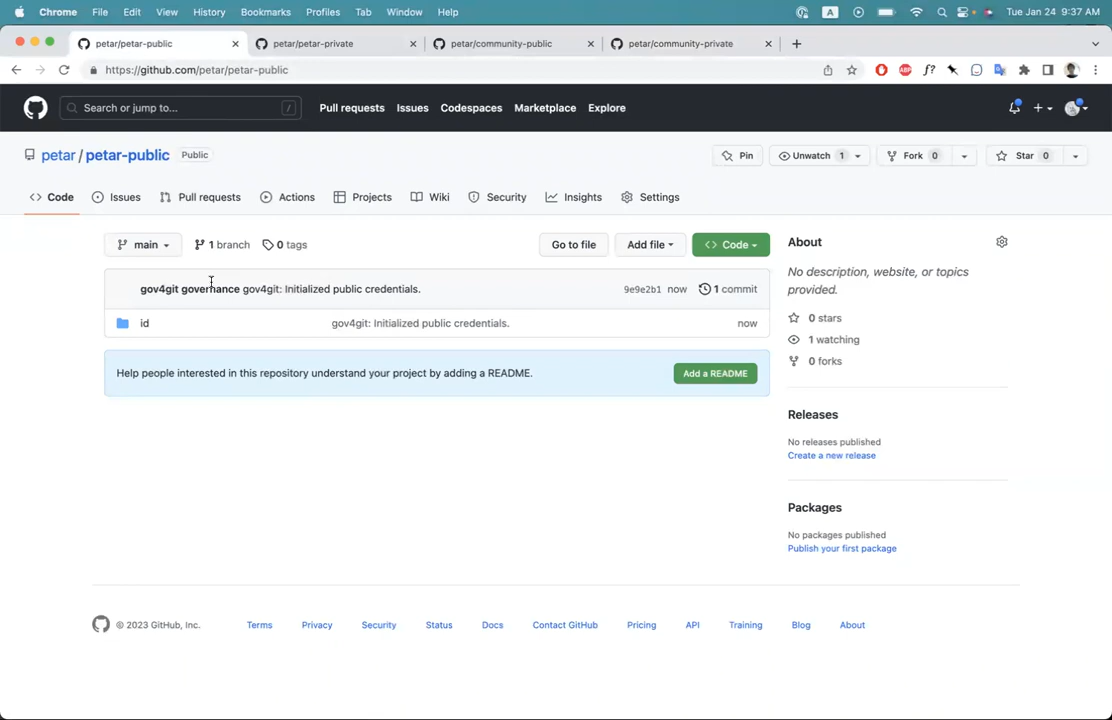 Chrome File Edit View History Bookmarks Profiles Tab Window Help A Tue Jan 24 9:37 AM
petar/petar-public petar/petar-private petar/community-public petar/community-private
https://github.com/petar/petar-public ABP f?
Search or jump to... / Pull requests Issues Codespaces Marketplace Explore
petar / petar-public Public Pin Unwatch 1 Fork 0 Star 0
Code Issues Pull requests Actions Projects Wiki Security Insights Settings
main 1 branch 0 tags Go to file Add file Code
gov4git governance gov4git: Initialized public credentials. 9e9e2b1 now 1 commit
id gov4git: Initialized public credentials. now
Help people interested in this repository understand your project by adding a README. Add a README
About
No description, website, or topics
provided.
0 stars
1 watching
0 forks
Releases
No releases published
Create a new release
Packages
No packages published
Publish your first package
© 2023 GitHub, Inc. Terms Privacy Security Status Docs Contact GitHub Pricing API Training Blog About